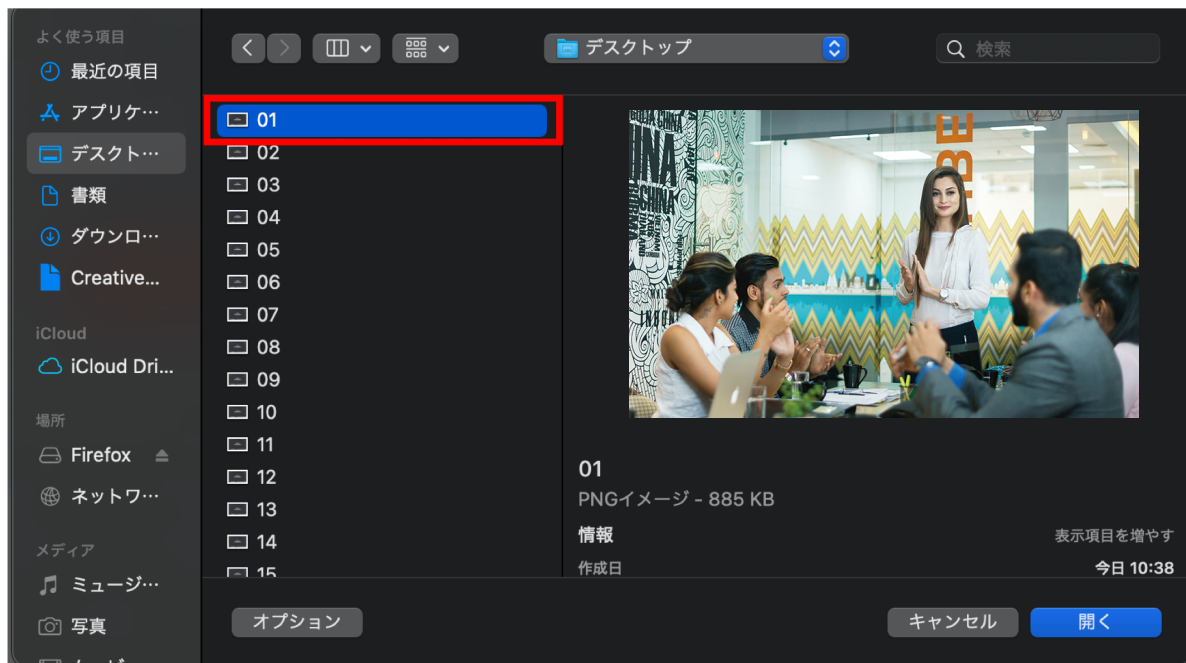 よく使う項目
最近の項目
アプリケ…
デスクト…
書類
ダウンロ…
Creative...
iCloud
iCloud Dri...
場所
Firefox
ネットワ…
メディア
ミュージ…
写真
デスクトップ
検索
01
02
03
04
05
06
07
08
09
10
11
12
13
14
15
01
PNGイメージ - 885 KB
情報
表示項目を増やす
作成日
今日 10:38
オプション
キャンセル
開く